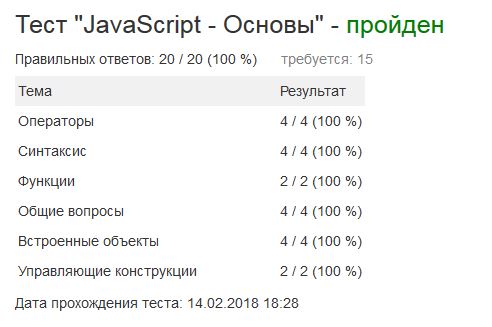 Тест "JavaScript - Основы" - пройден
Правильных ответов: 20 / 20 (100 %) требуется: 15
Тема Результат
Операторы 4 / 4 (100 %)
Синтаксис 4 / 4 (100 %)
Функции 2 / 2 (100 %)
Общие вопросы 4 / 4 (100 %)
Встроенные объекты 4 / 4 (100 %)
Управляющие конструкции 2 / 2 (100 %)
Дата прохождения теста: 14.02.2018 18:28